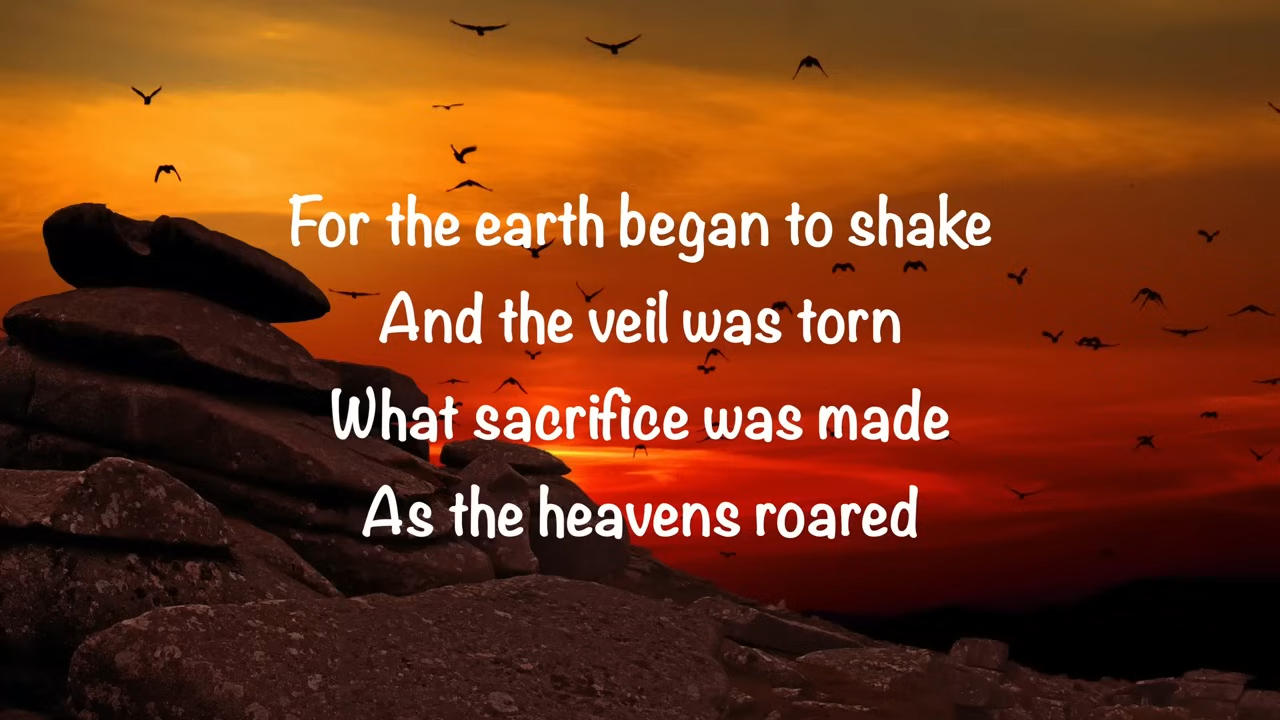 For the earth began to shake
And the veil was torn
What sacrifice was made
As the heavens roared